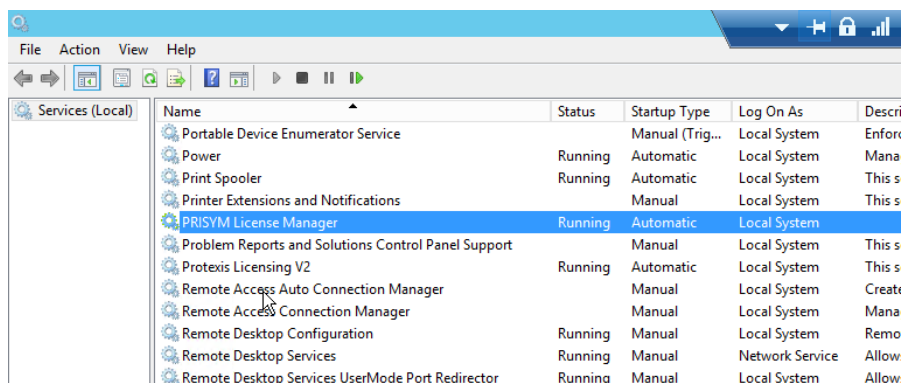 File Action View Help
Services (Local)
Name Status Startup Type Log On As Descri
Portable Device Enumerator Service Manual (Trig... Local System Enforc
Power Running Automatic Local System Mana
Print Spooler Running Automatic Local System This s
Printer Extensions and Notifications Manual Local System This s
PRISYM License Manager Running Automatic Local System
Problem Reports and Solutions Control Panel Support Manual Local System This s
Protexis Licensing V2 Running Automatic Local System This s
Remote Access Auto Connection Manager Manual Local System Create
Remote Access Connection Manager Manual Local System Mana
Remote Desktop Configuration Running Manual Local System Remo
Remote Desktop Services Running Manual Network Service Allow
Remote Desktop Services UserMode Port Redirector Running Manual Local System Allow